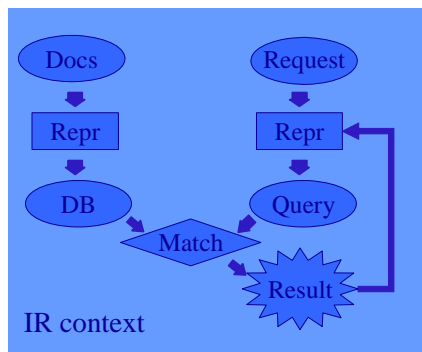 Docs
Request
Repr
Repr
DB
Query
Match
Result
IR context